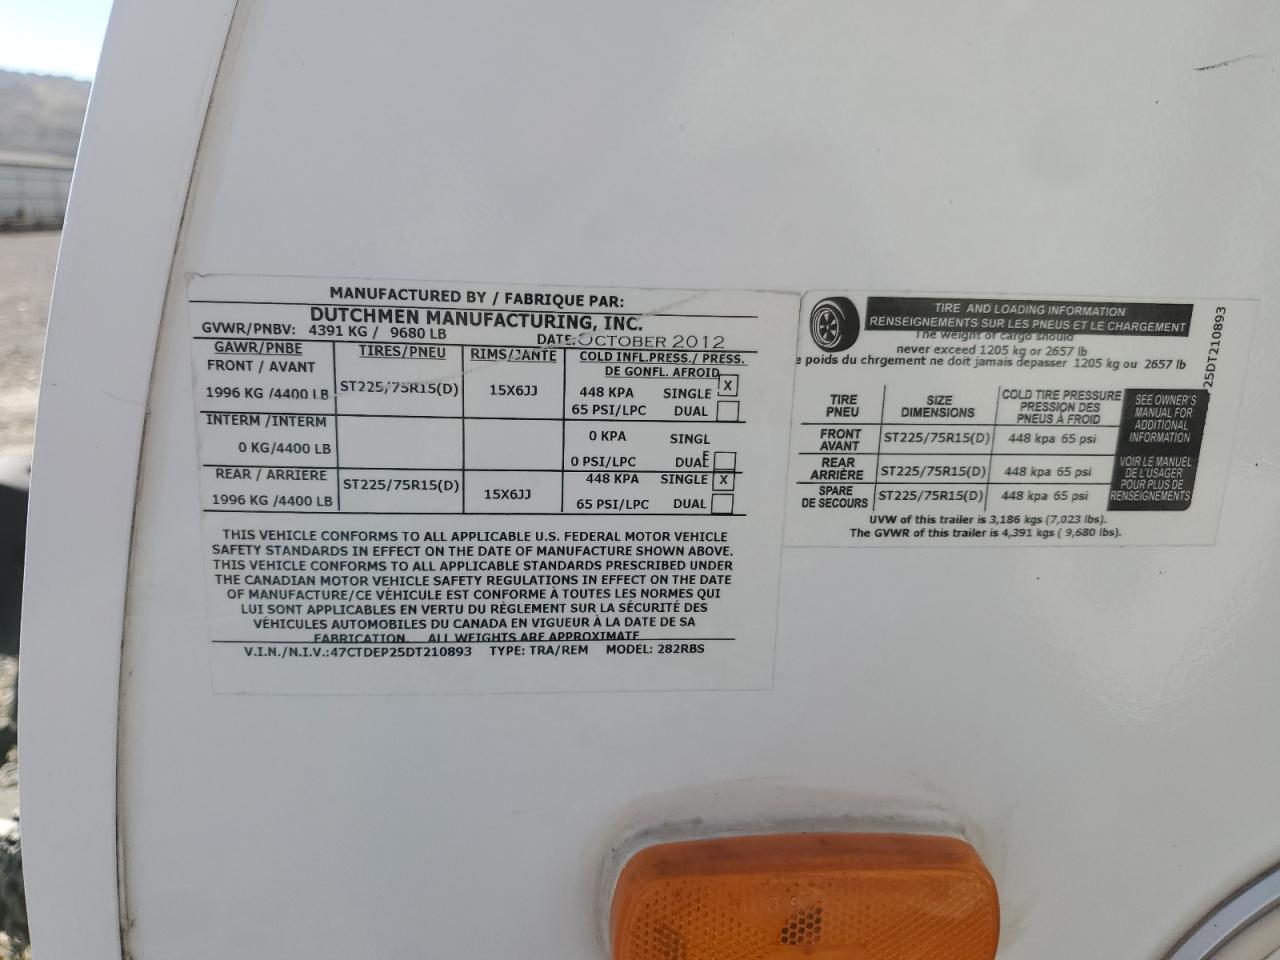 MANUFACTURED BY / FABRIQUE PAR:
DUTCHMEN MANUFACTURING, INC.
GVWR/PNBV: 4391 KG / 9680 LB
DATE: OCTOBER 2012
GAWR/PNBE TIRES/PNEU RIMS/JANTE COLD INFL.PRESS./ PRESS.
DE GONFL. AFROID
FRONT / AVANT
1996 KG /4400 LB ST225/75R15(D) 15X6JJ 448 KPA SINGLE X
65 PSI/LPC DUAL
INTERM /INTERM
0 KG/4400 LB 0 KPA SINGL
E
0 PSI/LPC DUAL
REAR / ARRIERE
1996 KG /4400 LB ST225/75R15(D) 15X6JJ 448 KPA SINGLE X
65 PSI/LPC DUAL
THIS VEHICLE CONFORMS TO ALL APPLICABLE U.S. FEDERAL MOTOR VEHICLE
SAFETY STANDARDS IN EFFECT ON THE DATE OF MANUFACTURE SHOWN ABOVE.
THIS VEHICLE CONFORMS TO ALL APPLICABLE STANDARDS PRESCRIBED UNDER
THE CANADIAN MOTOR VEHICLE SAFETY REGULATIONS IN EFFECT ON THE DATE
OF MANUFACTURE/CE VÉHICULE EST CONFORME À TOUTES LES NORMES QUI
LUI SONT APPLICABLES EN VERTU DU RÈGLEMENT SUR LA SÉCURITÉ DES
VÉHICULES AUTOMOBILES DU CANADA EN VIGUEUR À LA DATE DE SA
FABRICATION. ALL WEIGHTS ARE APPROXIMATE
V.I.N./N.I.V.:47CTDEP25DT210893 TYPE: TRA/REM MODEL: 282RBS
TIRE AND LOADING INFORMATION
RENSEIGNEMENTS SUR LES PNEUS ET LE CHARGEMENT
The weight of cargo should
never exceed 1205 kg or 2657 lb
e poids du chrgement ne doit jamais depasser 1205 kg ou 2657 lb
TIRE
PNEU
SIZE
DIMENSIONS
COLD TIRE PRESSURE
PRESSION DES
PNEUS À FROID
FRONT
AVANT
ST225/75R15(D) 448 kpa 65 psi
REAR
ARRIÈRE
ST225/75R15(D) 448 kpa 65 psi
SPARE
DE SECOURS
ST225/75R15(D) 448 kpa 65 psi
SEE OWNER'S
MANUAL FOR
ADDITIONAL
INFORMATION
VOIR LE MANUEL
DE L'USAGER
POUR PLUS DE
RENSEIGNEMENTS
UVW of this trailer is 3,186 kgs (7,023 lbs).
The GVWR of this trailer is 4,391 kgs ( 9,680 lbs).
25DT210893